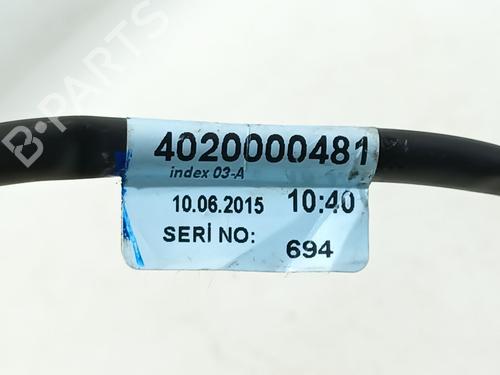 B-PARTS
4020000481
index 03-A
10.06.2015 10:40
SERİ NO: 694